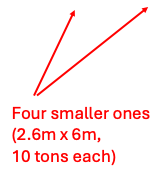 Four smaller ones
(2.6m x 6m,
10 tons each)